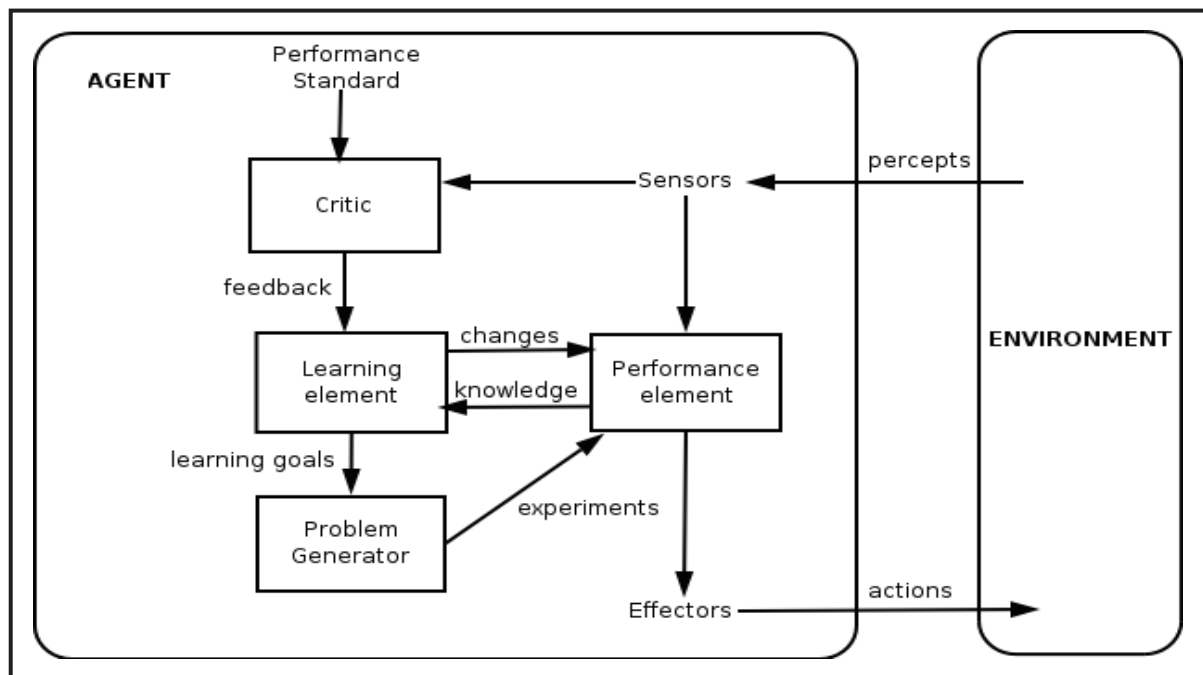 Performance
Standard
AGENT
percepts
Sensors
Critic
feedback
changes
ENVIRONMENT
Learning
element
Performance
element
knowledge
learning goals
experiments
Problem
Generator
Effectors
actions